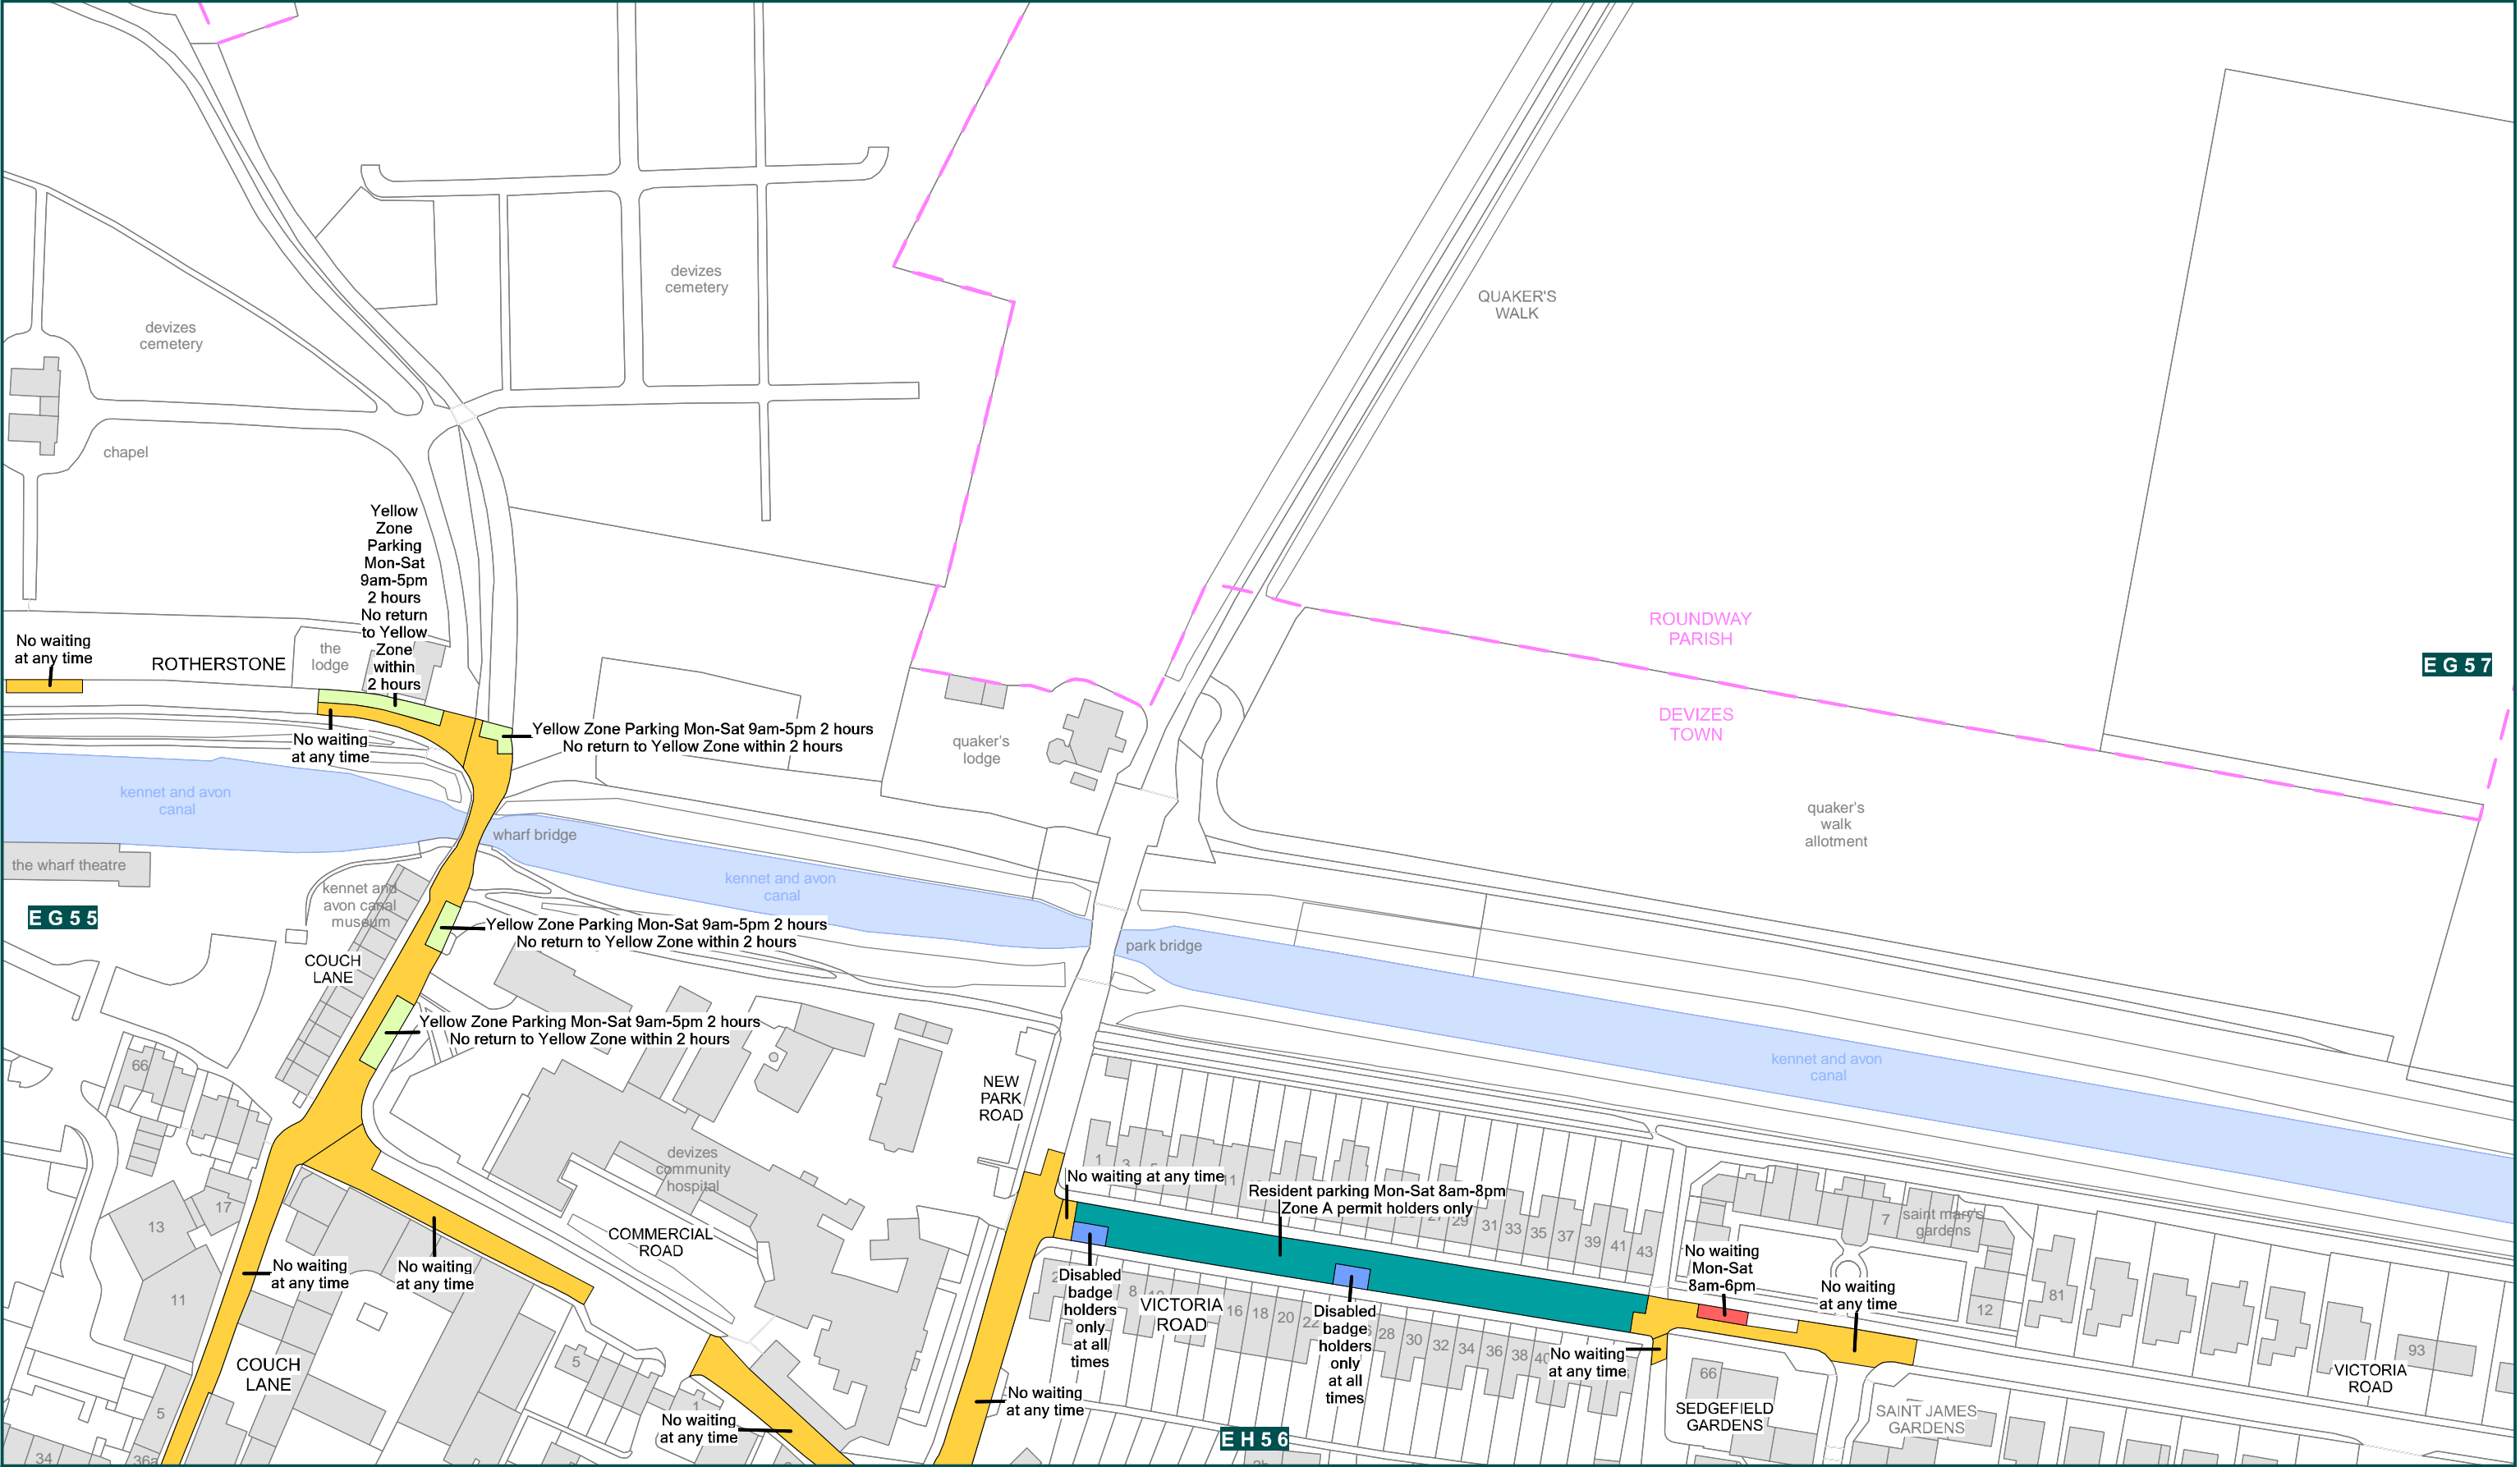 devizes
cemetery
QUAKER'S
WALK
devizes
cemetery
chapel
Yellow
Zone
Parking
Mon-Sat
9am-5pm
2 hours
No return
to Yellow
Zone
within
2 hours
No waiting
at any time
ROTHERSTONE
the
lodge
ROUNDWAY
PARISH
EG57
DEVIZES
TOWN
No waiting
at any time
Yellow Zone Parking Mon-Sat 9am-5pm 2 hours
No return to Yellow Zone within 2 hours
quaker's
lodge
kennet and avon
canal
quaker's
walk
allotment
wharf bridge
the wharf theatre
kennet and
avon canal
museum
kennet and avon
canal
EG55
Yellow Zone Parking Mon-Sat 9am-5pm 2 hours
No return to Yellow Zone within 2 hours
park bridge
COUCH
LANE
Yellow Zone Parking Mon-Sat 9am-5pm 2 hours
No return to Yellow Zone within 2 hours
66
kennet and avon
canal
NEW
PARK
ROAD
devizes
community
hospital
1
3
No waiting at any time
Resident parking Mon-Sat 8am-8pm
Zone A permit holders only
29
31
33
35
37
39
41
43
7
saint mary's
gardens
17
13
11
COMMERCIAL
ROAD
No waiting
at any time
No waiting
at any time
No waiting
Mon-Sat
8am-6pm
No waiting
at any time
Disabled
badge
holders
only
at all
times
2
8
VICTORIA
ROAD
16
18
20
Disabled
badge
holders
only
at all
times
28
30
32
34
36
38
No waiting
at any time
12
81
93
VICTORIA
ROAD
COUCH
LANE
5
5
1
66
SEDGEFIELD
GARDENS
SAINT JAMES
GARDENS
No waiting
at any time
No waiting
at any time
EH56
34
36a